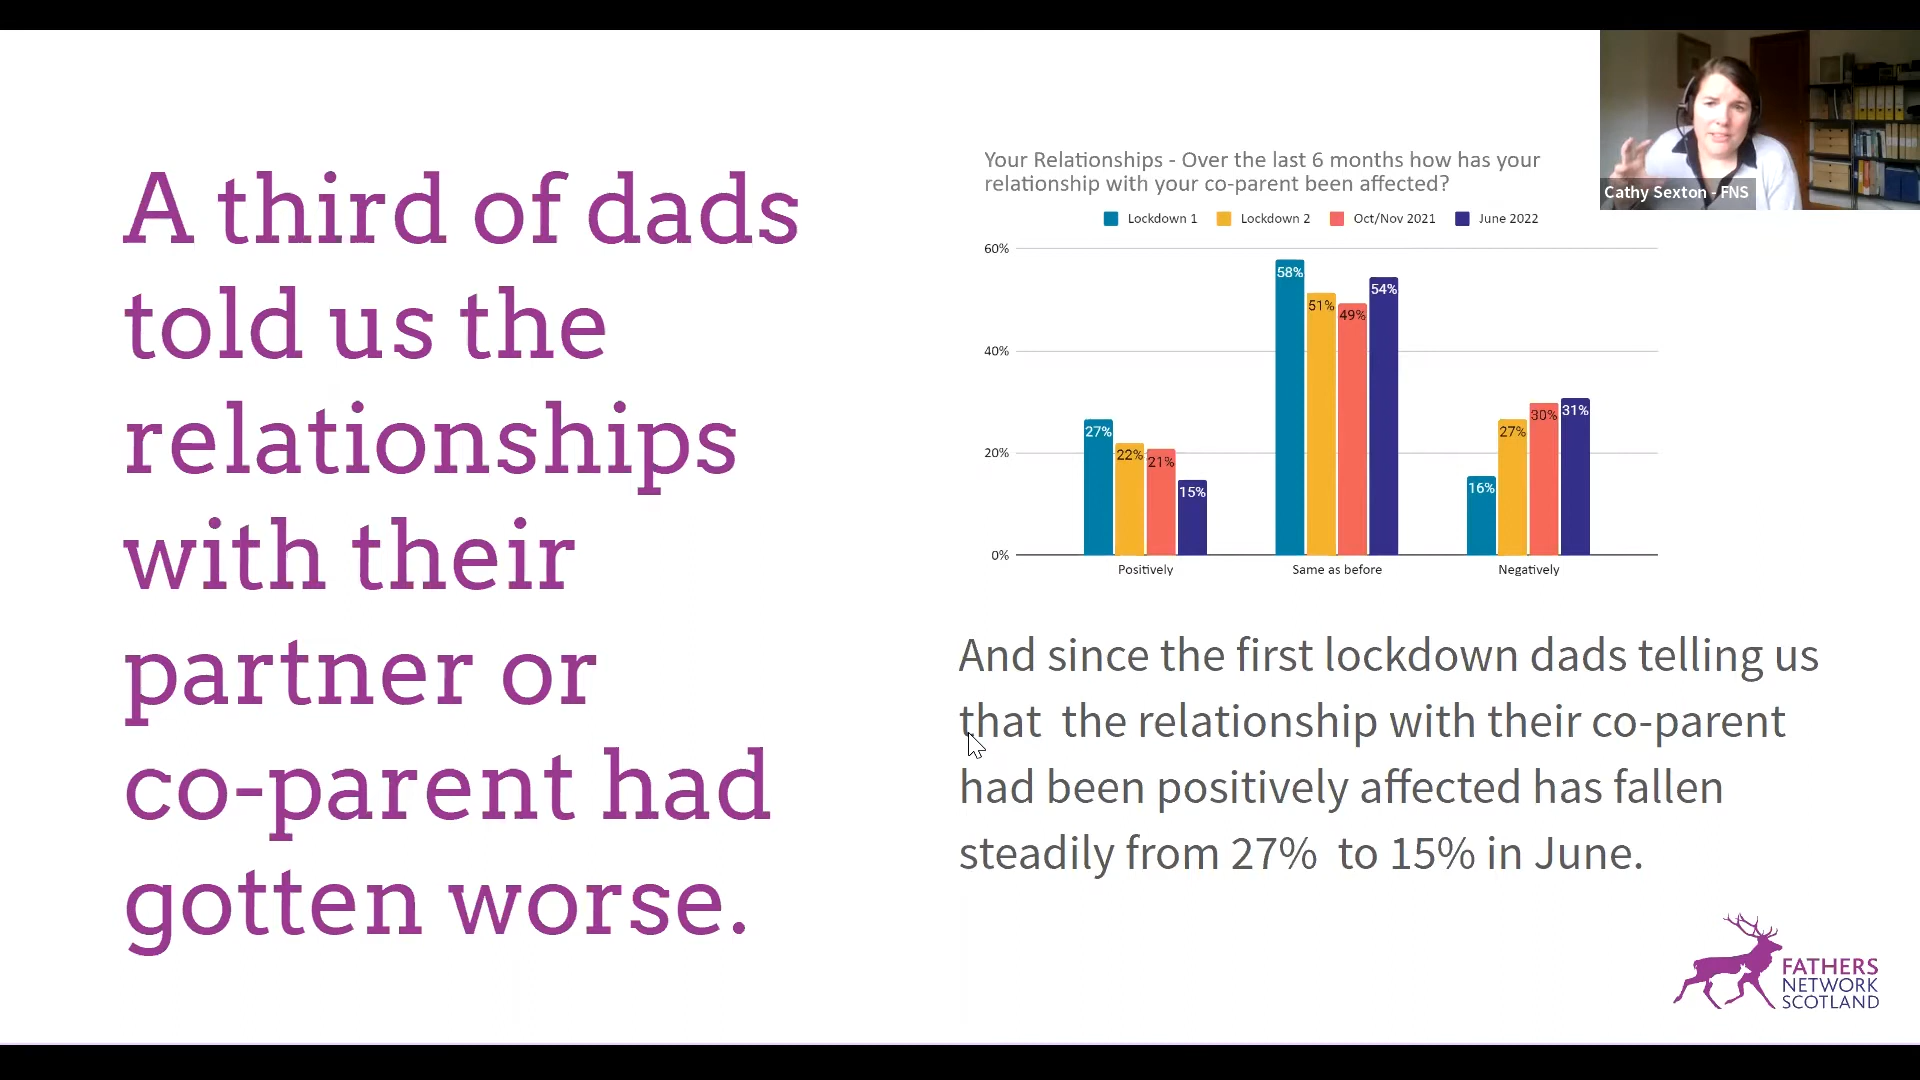 A third of dads
told us the
relationships
with their
partner or
co-parent had
gotten worse.
Your Relationships - Over the last 6 months how has your
relationship with your co-parent been affected?
Lockdown 1 Lockdown 2 Oct/Nov 2021 June 2022
60%
40%
20%
0%
27% 22% 21% 15%
58% 51% 49% 54%
16% 27% 30% 31%
Positively Same as before Negatively
And since the first lockdown dads telling us
that the relationship with their co-parent
had been positively affected has fallen
steadily from 27% to 15% in June.
Cathy Sexton - FNS
FATHERS
NETWORK
SCOTLAND